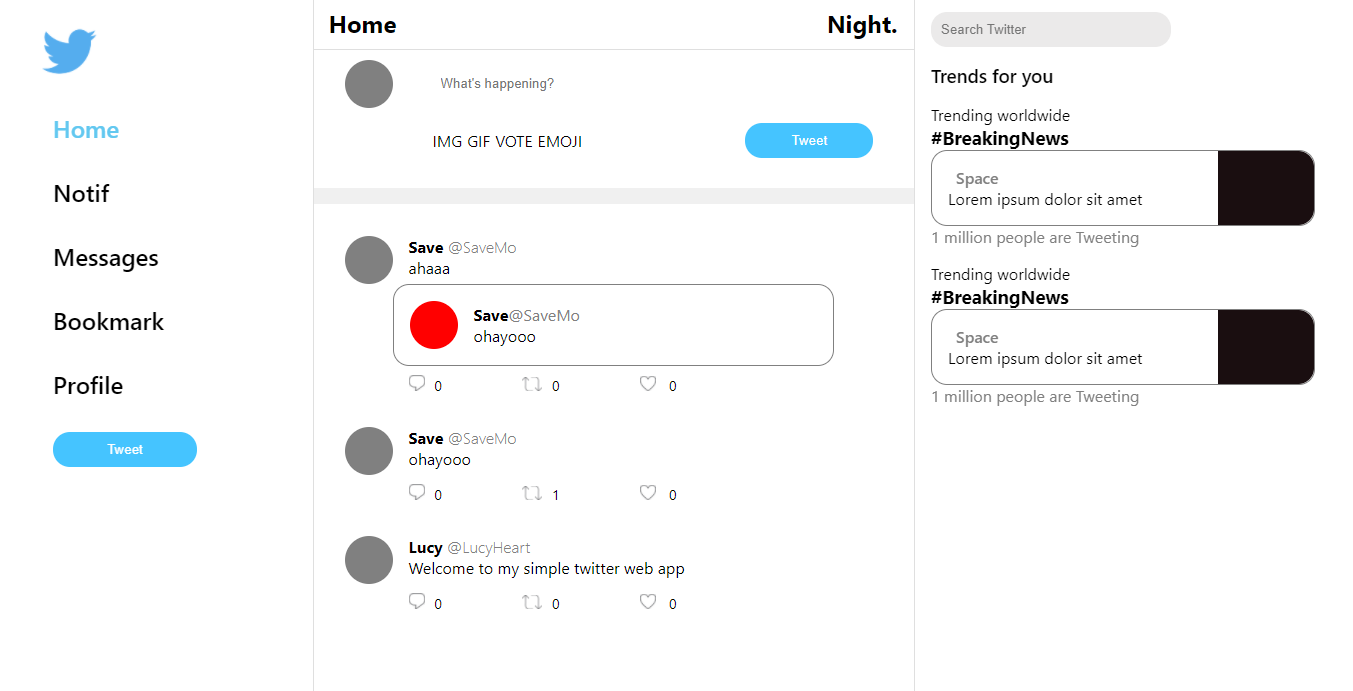 Home
Notif
Messages
Bookmark
Profile
Tweet
Home Night.
What's happening?
IMG GIF VOTE EMOJI Tweet
Save @SaveMo
ahaaa
Save@SaveMo
ohayooo
0 0 0
Save @SaveMo
ohayooo
0 1 0
Lucy @LucyHeart
Welcome to my simple twitter web app
0 0 0
Search Twitter
Trends for you
Trending worldwide
#BreakingNews
Space
Lorem ipsum dolor sit amet
1 million people are Tweeting
Trending worldwide
#BreakingNews
Space
Lorem ipsum dolor sit amet
1 million people are Tweeting